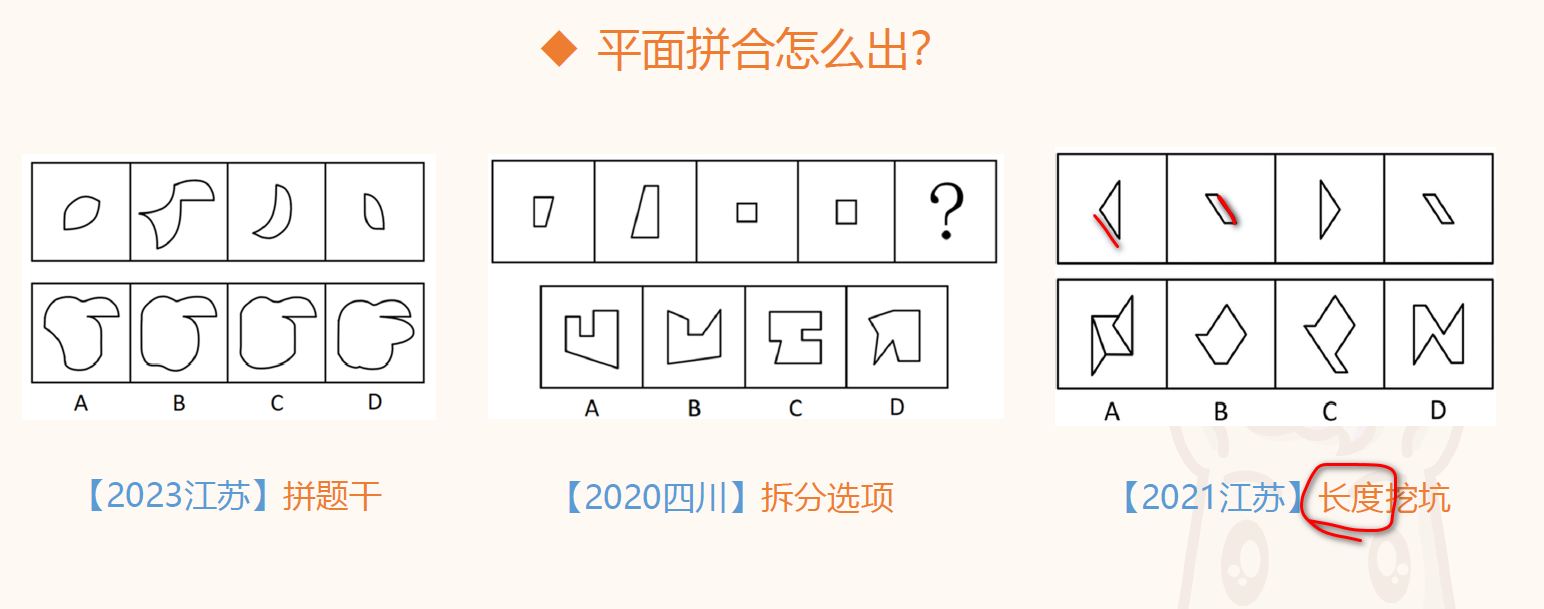 ◆ 平面拼合怎么出?
?
A B C D
A B C D
A B C D
【2023江苏】拼题干
【2020四川】拆分选项
【2021江苏】长度挖坑